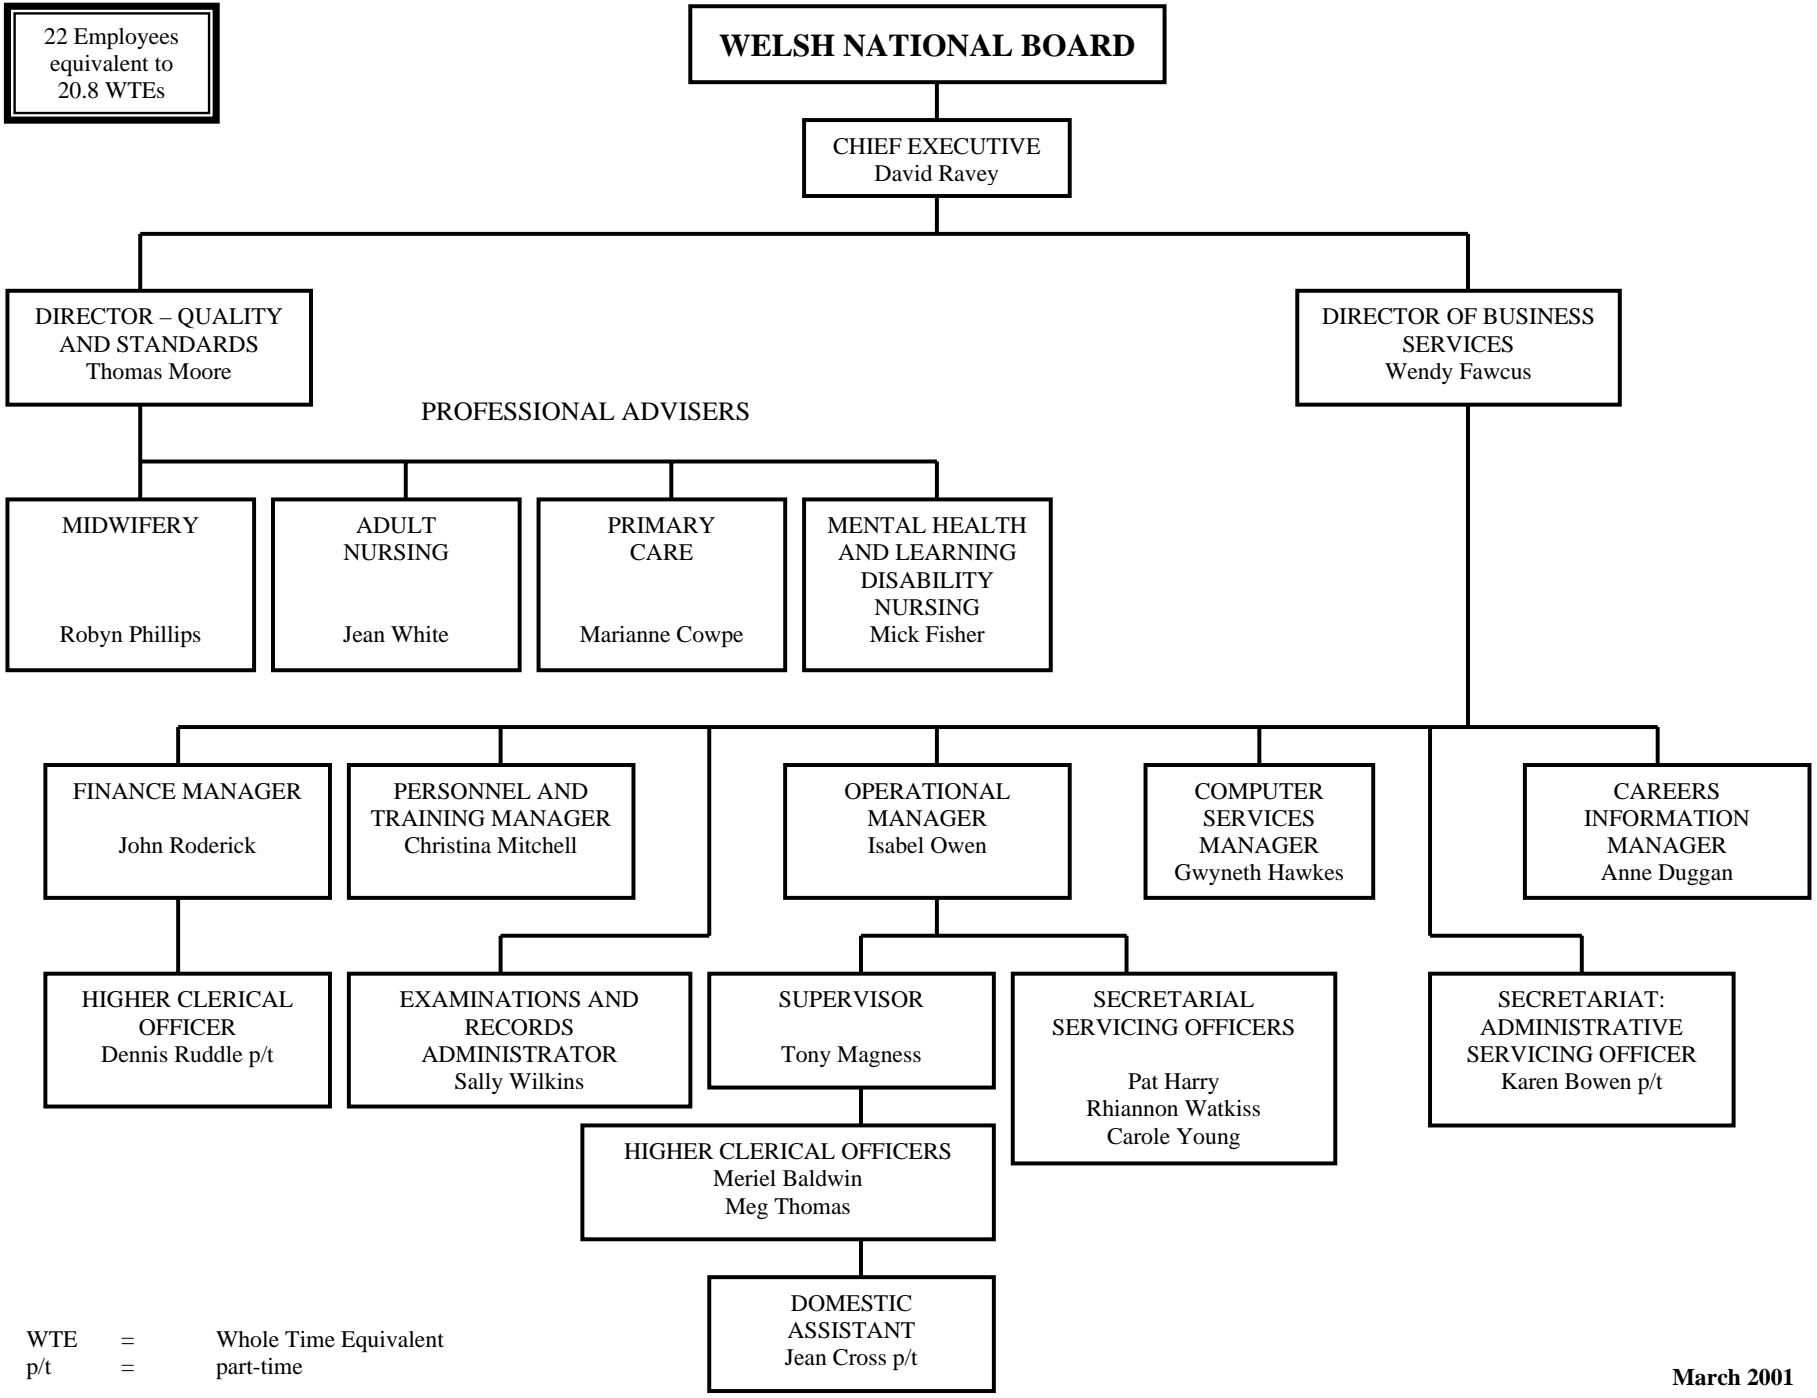 22 Employees
equivalent to
20.8 WTEs
WELSH NATIONAL BOARD
CHIEF EXECUTIVE
David Ravey
DIRECTOR – QUALITY
AND STANDARDS
Thomas Moore
DIRECTOR OF BUSINESS
SERVICES
Wendy Fawcus
PROFESSIONAL ADVISERS
MIDWIFERY
Robyn Phillips
ADULT
NURSING
Jean White
PRIMARY
CARE
Marianne Cowpe
MENTAL HEALTH
AND LEARNING
DISABILITY
NURSING
Mick Fisher
FINANCE MANAGER
John Roderick
PERSONNEL AND
TRAINING MANAGER
Christina Mitchell
OPERATIONAL
MANAGER
Isabel Owen
COMPUTER
SERVICES
MANAGER
Gwyneth Hawkes
CAREERS
INFORMATION
MANAGER
Anne Duggan
HIGHER CLERICAL
OFFICER
Dennis Ruddle p/t
EXAMINATIONS AND
RECORDS
ADMINISTRATOR
Sally Wilkins
SUPERVISOR
Tony Magness
SECRETARIAL
SERVICING OFFICERS
Pat Harry
Rhiannon Watkiss
Carole Young
SECRETARIAT:
ADMINISTRATIVE
SERVICING OFFICER
Karen Bowen p/t
HIGHER CLERICAL OFFICERS
Meriel Baldwin
Meg Thomas
DOMESTIC
ASSISTANT
Jean Cross p/t
WTE = Whole Time Equivalent
p/t = part-time
March 2001